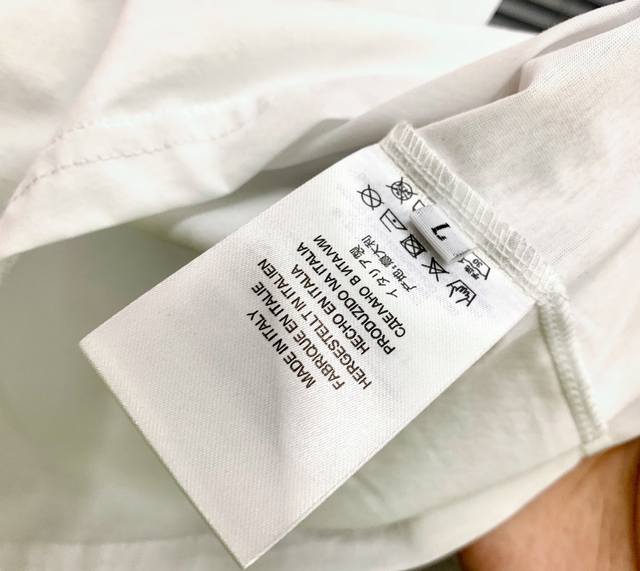 MADE IN ITALY
FABRIQUE EN ITALIE
HERGESTELLT IN ITALIEN
HECHO EN ITALIA
PRODUZIDO NA ITALIA
СДЕЛАНО В ИТАЛИИ
イタリア製
产地:意大利
30